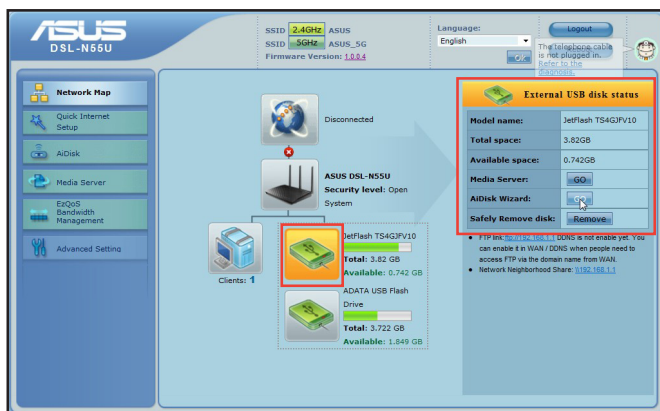 ASUS
DSL-N55U
SSID 2.4GHz ASUS
SSID 5GHz ASUS_5G
Firmware Version: 1.0.0.4
Language:
English
OK
Logout
The telephone cable
is not plugged in.
Refer to the
diagnosis.
Network Map
Quick Internet
Setup
AiDisk
Media Server
EzQoS
Bandwidth
Management
Advanced Setting
Disconnected
ASUS DSL-N55U
Security level: Open
System
Clients: 1
JetFlash TS4GJFV10
Total: 3.82 GB
Available: 0.742 GB
ADATA USB Flash
Drive
Total: 3.722 GB
Available: 1.849 GB
External USB disk status
Model name: JetFlash TS4GJFV10
Total space: 3.82GB
Available space: 0.742GB
Media Server: GO
AiDisk Wizard:
Safely Remove disk: Remove
FTP link:ftp://192.168.1.1 DDNS is not enable yet. You
can enable it in WAN / DDNS when people need to
access FTP via the domain name from WAN.
Network Neighborhood Share: \\192.168.1.1